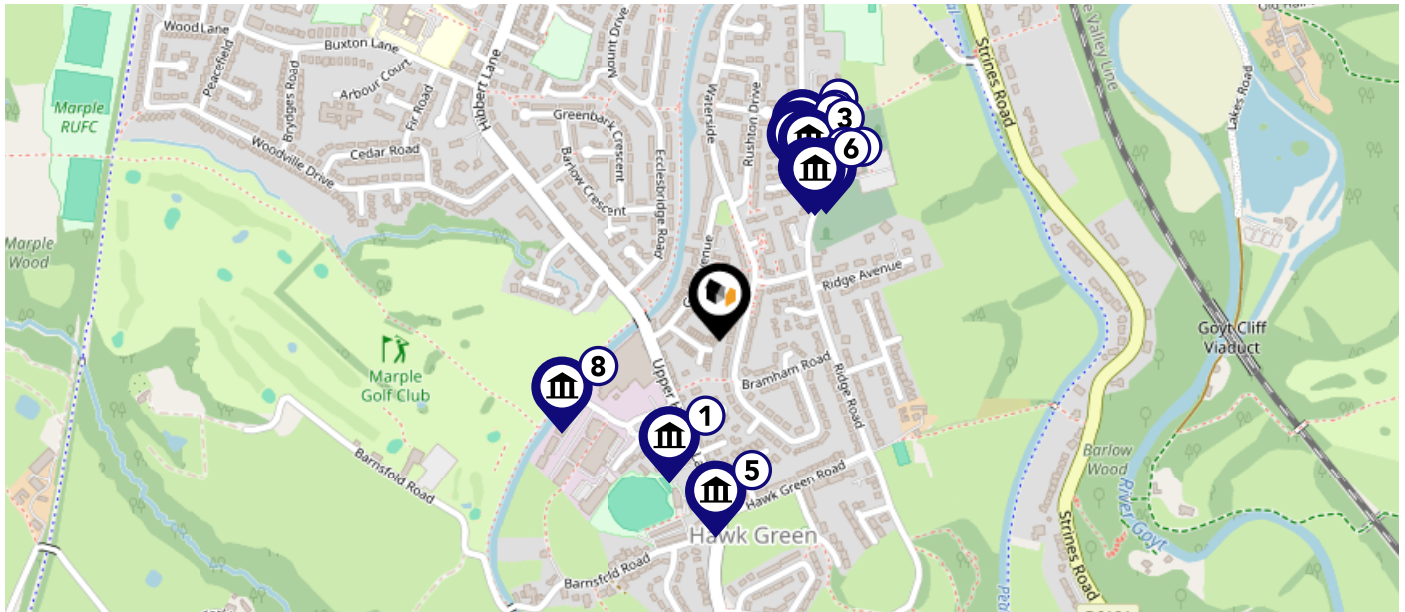 Wood Lane
Peacefield
Buxton Lane
Brydges Road
Arbour Court
Fir Road
Hibbert Lane
Mount Drive
Marple
RUFC
Woodville Drive
Cedar Road
Greenbark Crescent
Barlow Crescent
Ecclesbridge Road
Waterside
Rushton Drive
3
6
Strines Road
Lakes Road
Marple
Wood
Ridge Avenue
Goyt Cliff
Viaduct
Marple
Golf Club
8
Upper
Bramham Road
Ridge Road
1
5
Barnsfold Road
Hawk Green Road
Hawk Green
Barnsfold Road
Barlow
Wood
River Goyt
Strines Road